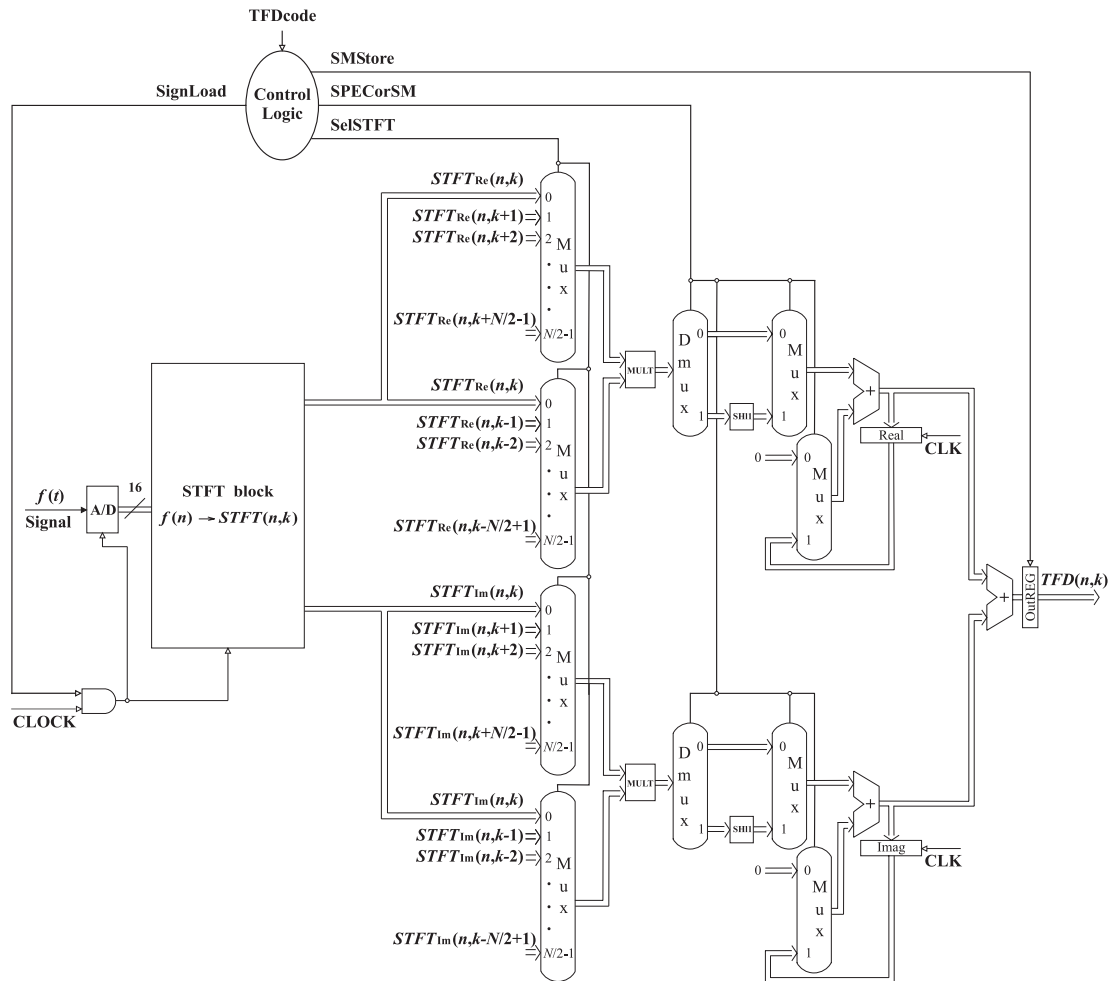 TFDcode
SMStore
SignLoad
Control
Logic
SPECorSM
SelSTFT
STFTRe(n,k)
0
STFTRe(n,k+1)
1
STFTRe(n,k+2)
2
M
u
x
STFTRe(n,k+N/2-1)
N/2-1
STFTRe(n,k)
0
STFTRe(n,k-1)
1
STFTRe(n,k-2)
2
M
u
x
STFTRe(n,k-N/2+1)
N/2-1
MULT
D
m
u
x
0
1
SHl1
0
M
u
x
1
+
Real
CLK
0
0
M
u
x
1
f(t)
Signal
A/D
16
STFT block
f(n) → STFT(n,k)
CLOCK
STFTIm(n,k)
0
STFTIm(n,k+1)
1
STFTIm(n,k+2)
2
M
u
x
STFTIm(n,k+N/2-1)
N/2-1
STFTIm(n,k)
0
STFTIm(n,k-1)
1
STFTIm(n,k-2)
2
M
u
x
STFTIm(n,k-N/2+1)
N/2-1
MULT
D
m
u
x
0
1
SHl1
0
M
u
x
1
+
Imag
CLK
0
0
M
u
x
1
+
OutREG
TFD(n,k)